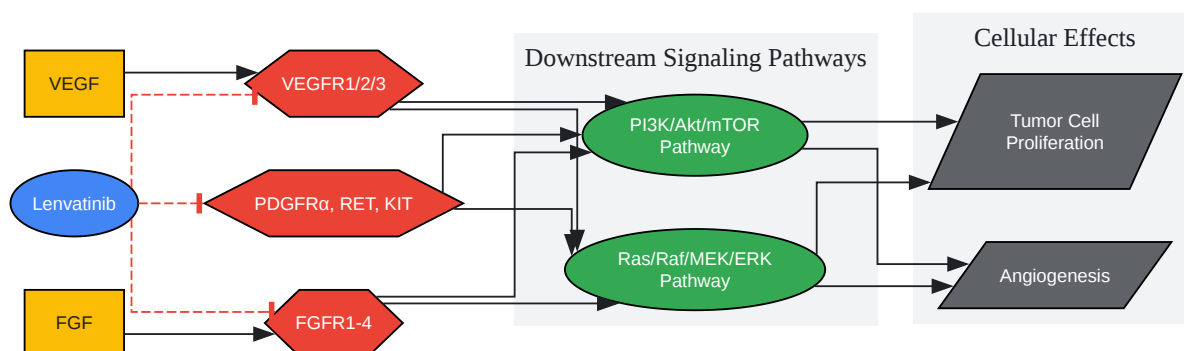 Cellular Effects
Downstream Signaling Pathways
VEGF
VEGFR1/2/3
PI3K/Akt/mTOR
Pathway
Tumor Cell
Proliferation
Lenvatinib
PDGFRα, RET, KIT
Ras/Raf/MEK/ERK
Pathway
Angiogenesis
FGF
FGFR1-4